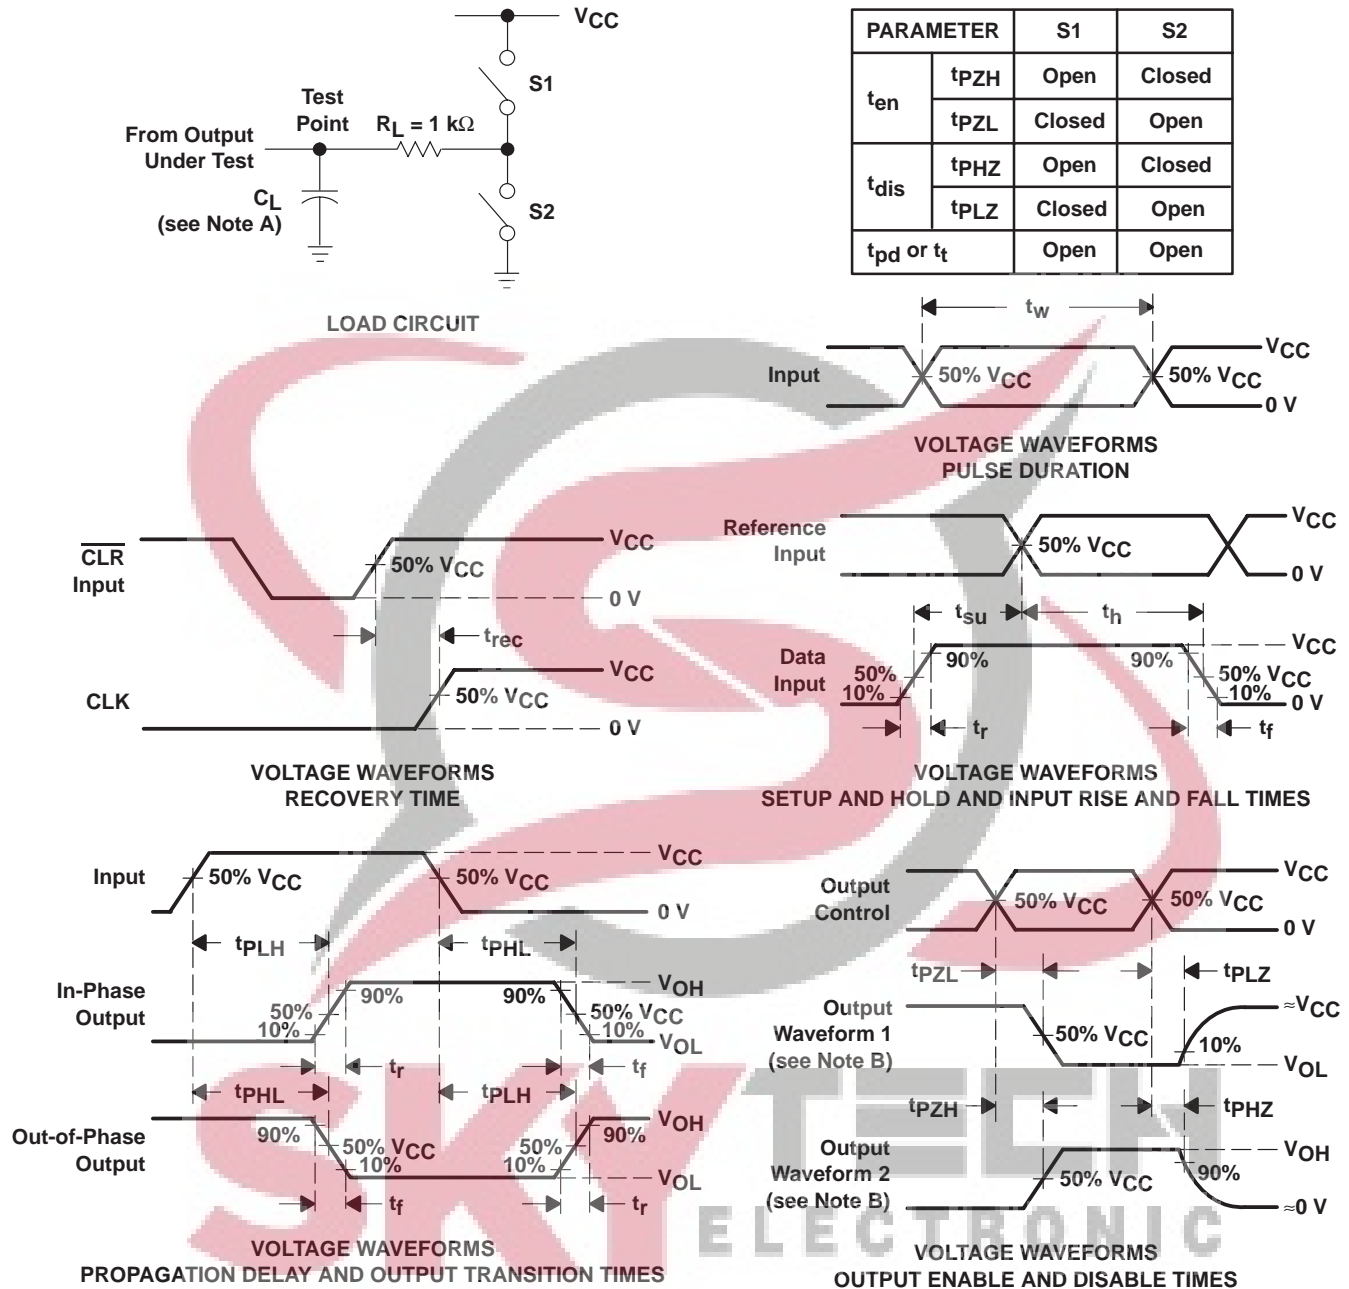 VCC
S1
Test
Point
RL = 1 kΩ
From Output
Under Test
CL
(see Note A)
S2
LOAD CIRCUIT
PARAMETER S1 S2
ten
tPZH Open Closed
tPZL Closed Open
tdis
tPHZ Open Closed
tPLZ Closed Open
tpd or tt Open Open
tw
VCC
Input 50% VCC 50% VCC
0 V
VOLTAGE WAVEFORMS
PULSE DURATION
CLR
Input
VCC
50% VCC
0 V
trec
VCC
CLK
50% VCC
0 V
VOLTAGE WAVEFORMS
RECOVERY TIME
Reference
Input
VCC
50% VCC
0 V
tsu th
Data
Input
VCC
90% 90%
50% 50% VCC
10% 10%
0 V
tr tf
VOLTAGE WAVEFORMS
SETUP AND HOLD AND INPUT RISE AND FALL TIMES
VCC
Input 50% VCC 50% VCC
0 V
tPLH tPHL
In-Phase
Output
VOH
90% 90%
50% 50% VCC
10% 10%
VOL
tr tf
tPHL tPLH
Out-of-Phase
Output
VOH
90% 90%
50% VCC 50%
10% 10%
VOL
tf tr
VOLTAGE WAVEFORMS
PROPAGATION DELAY AND OUTPUT TRANSITION TIMES
Output
Control
VCC
50% VCC 50% VCC
0 V
tPZL tPLZ
Output
Waveform 1
(see Note B)
≈VCC
50% VCC
10%
VOL
tPZH tPHZ
Output
Waveform 2
(see Note B)
VOH
50% VCC 90%
≈0 V
VOLTAGE WAVEFORMS
OUTPUT ENABLE AND DISABLE TIMES
SKYTECH
ELECTRONIC